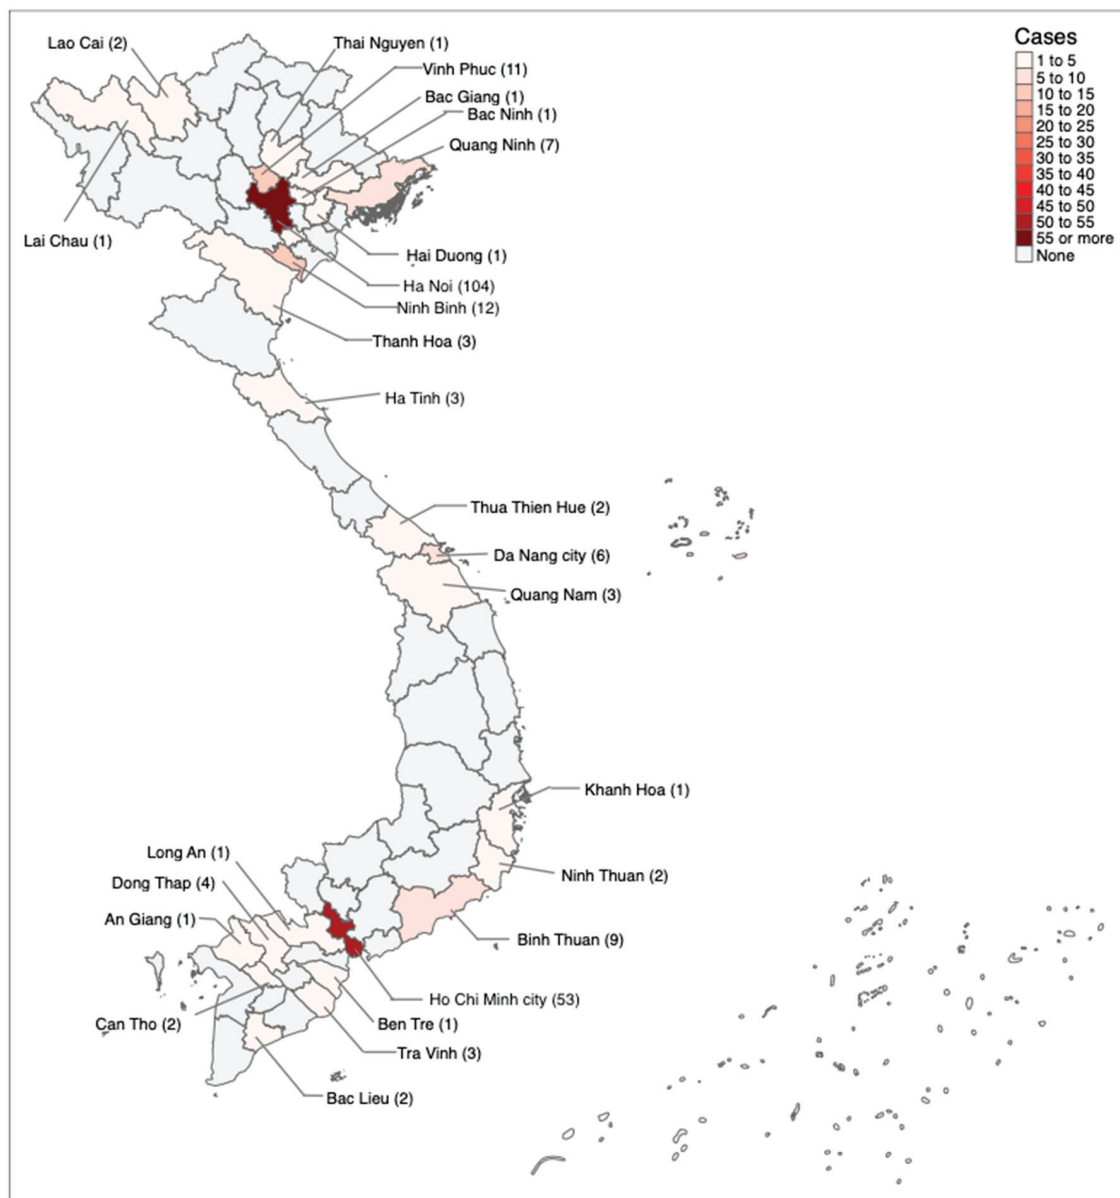 Lao Cai (2)
Thai Nguyen (1)
Vinh Phuc (11)
Bac Giang (1)
Bac Ninh (1)
Quang Ninh (7)
Lai Chau (1)
Hai Duong (1)
Ha Noi (104)
Ninh Binh (12)
Thanh Hoa (3)
Ha Tinh (3)
Thua Thien Hue (2)
Da Nang city (6)
Quang Nam (3)
Khanh Hoa (1)
Ninh Thuan (2)
Binh Thuan (9)
Long An (1)
Dong Thap (4)
An Giang (1)
Ho Chi Minh city (53)
Can Tho (2)
Ben Tre (1)
Tra Vinh (3)
Bac Lieu (2)
Cases
1 to 5
5 to 10
10 to 15
15 to 20
20 to 25
25 to 30
30 to 35
35 to 40
40 to 45
45 to 50
50 to 55
55 or more
None